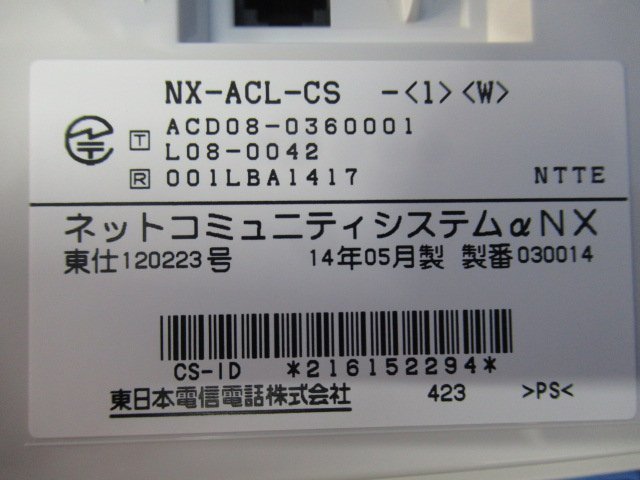 NX-ACL-CS -<1><W>
T ACD08-0360001
L08-0042
R 001LBA1417 NTTE
ネットコミュニティシステムαNX
東仕120223号 14年05月製 製番030014
CS-ID *2161522294*
東日本電信電話株式会社 423 >PS<